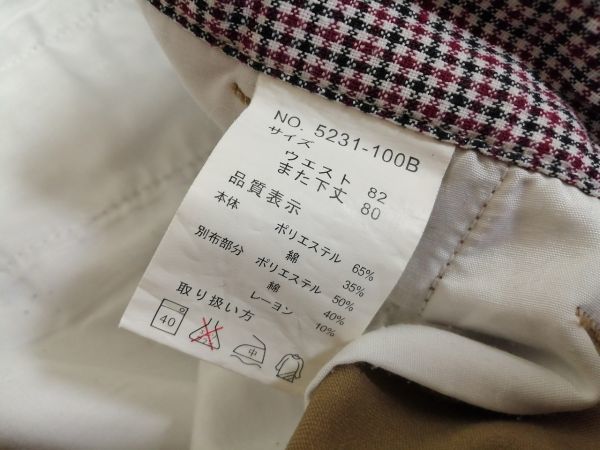 NO. 5231-100B
サイズ
ウエスト 82
また下丈 80
品質表示
本体 ポリエステル 65%
綿 35%
別布部分 ポリエステル 50%
綿 40%
レーヨン 10%
取り扱い方
40
中